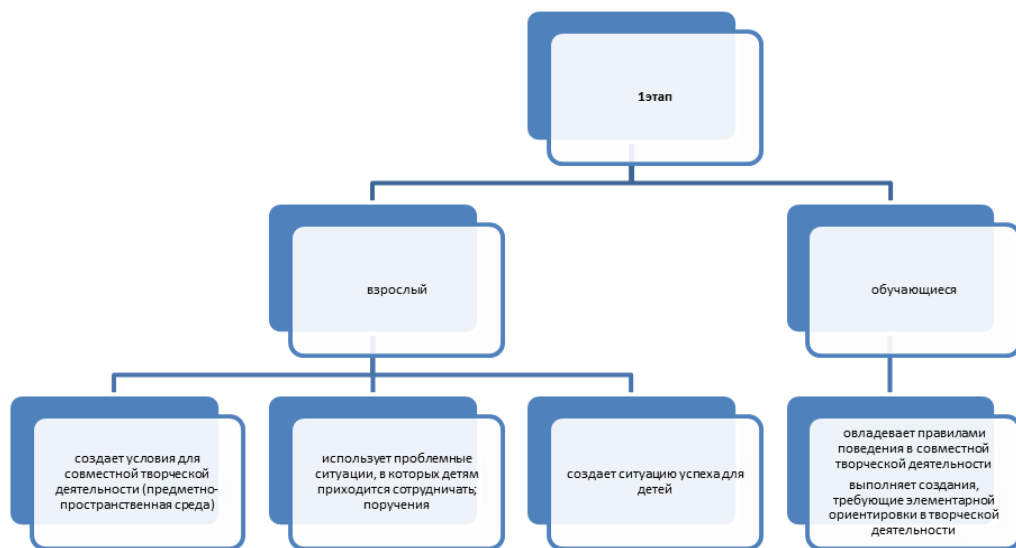 1этап
взрослый
обучающиеся
создает условия для
совместной творческой
деятельности (предметно-
пространственная среда)
использует проблемные
ситуации, в которых детям
приходится сотрудничать;
поручения
создает ситуацию успеха для
детей
овладевает правилами
поведения в совместной
творческой деятельности
выполняет создания,
требующие элементарной
ориентировки в творческой
деятельности